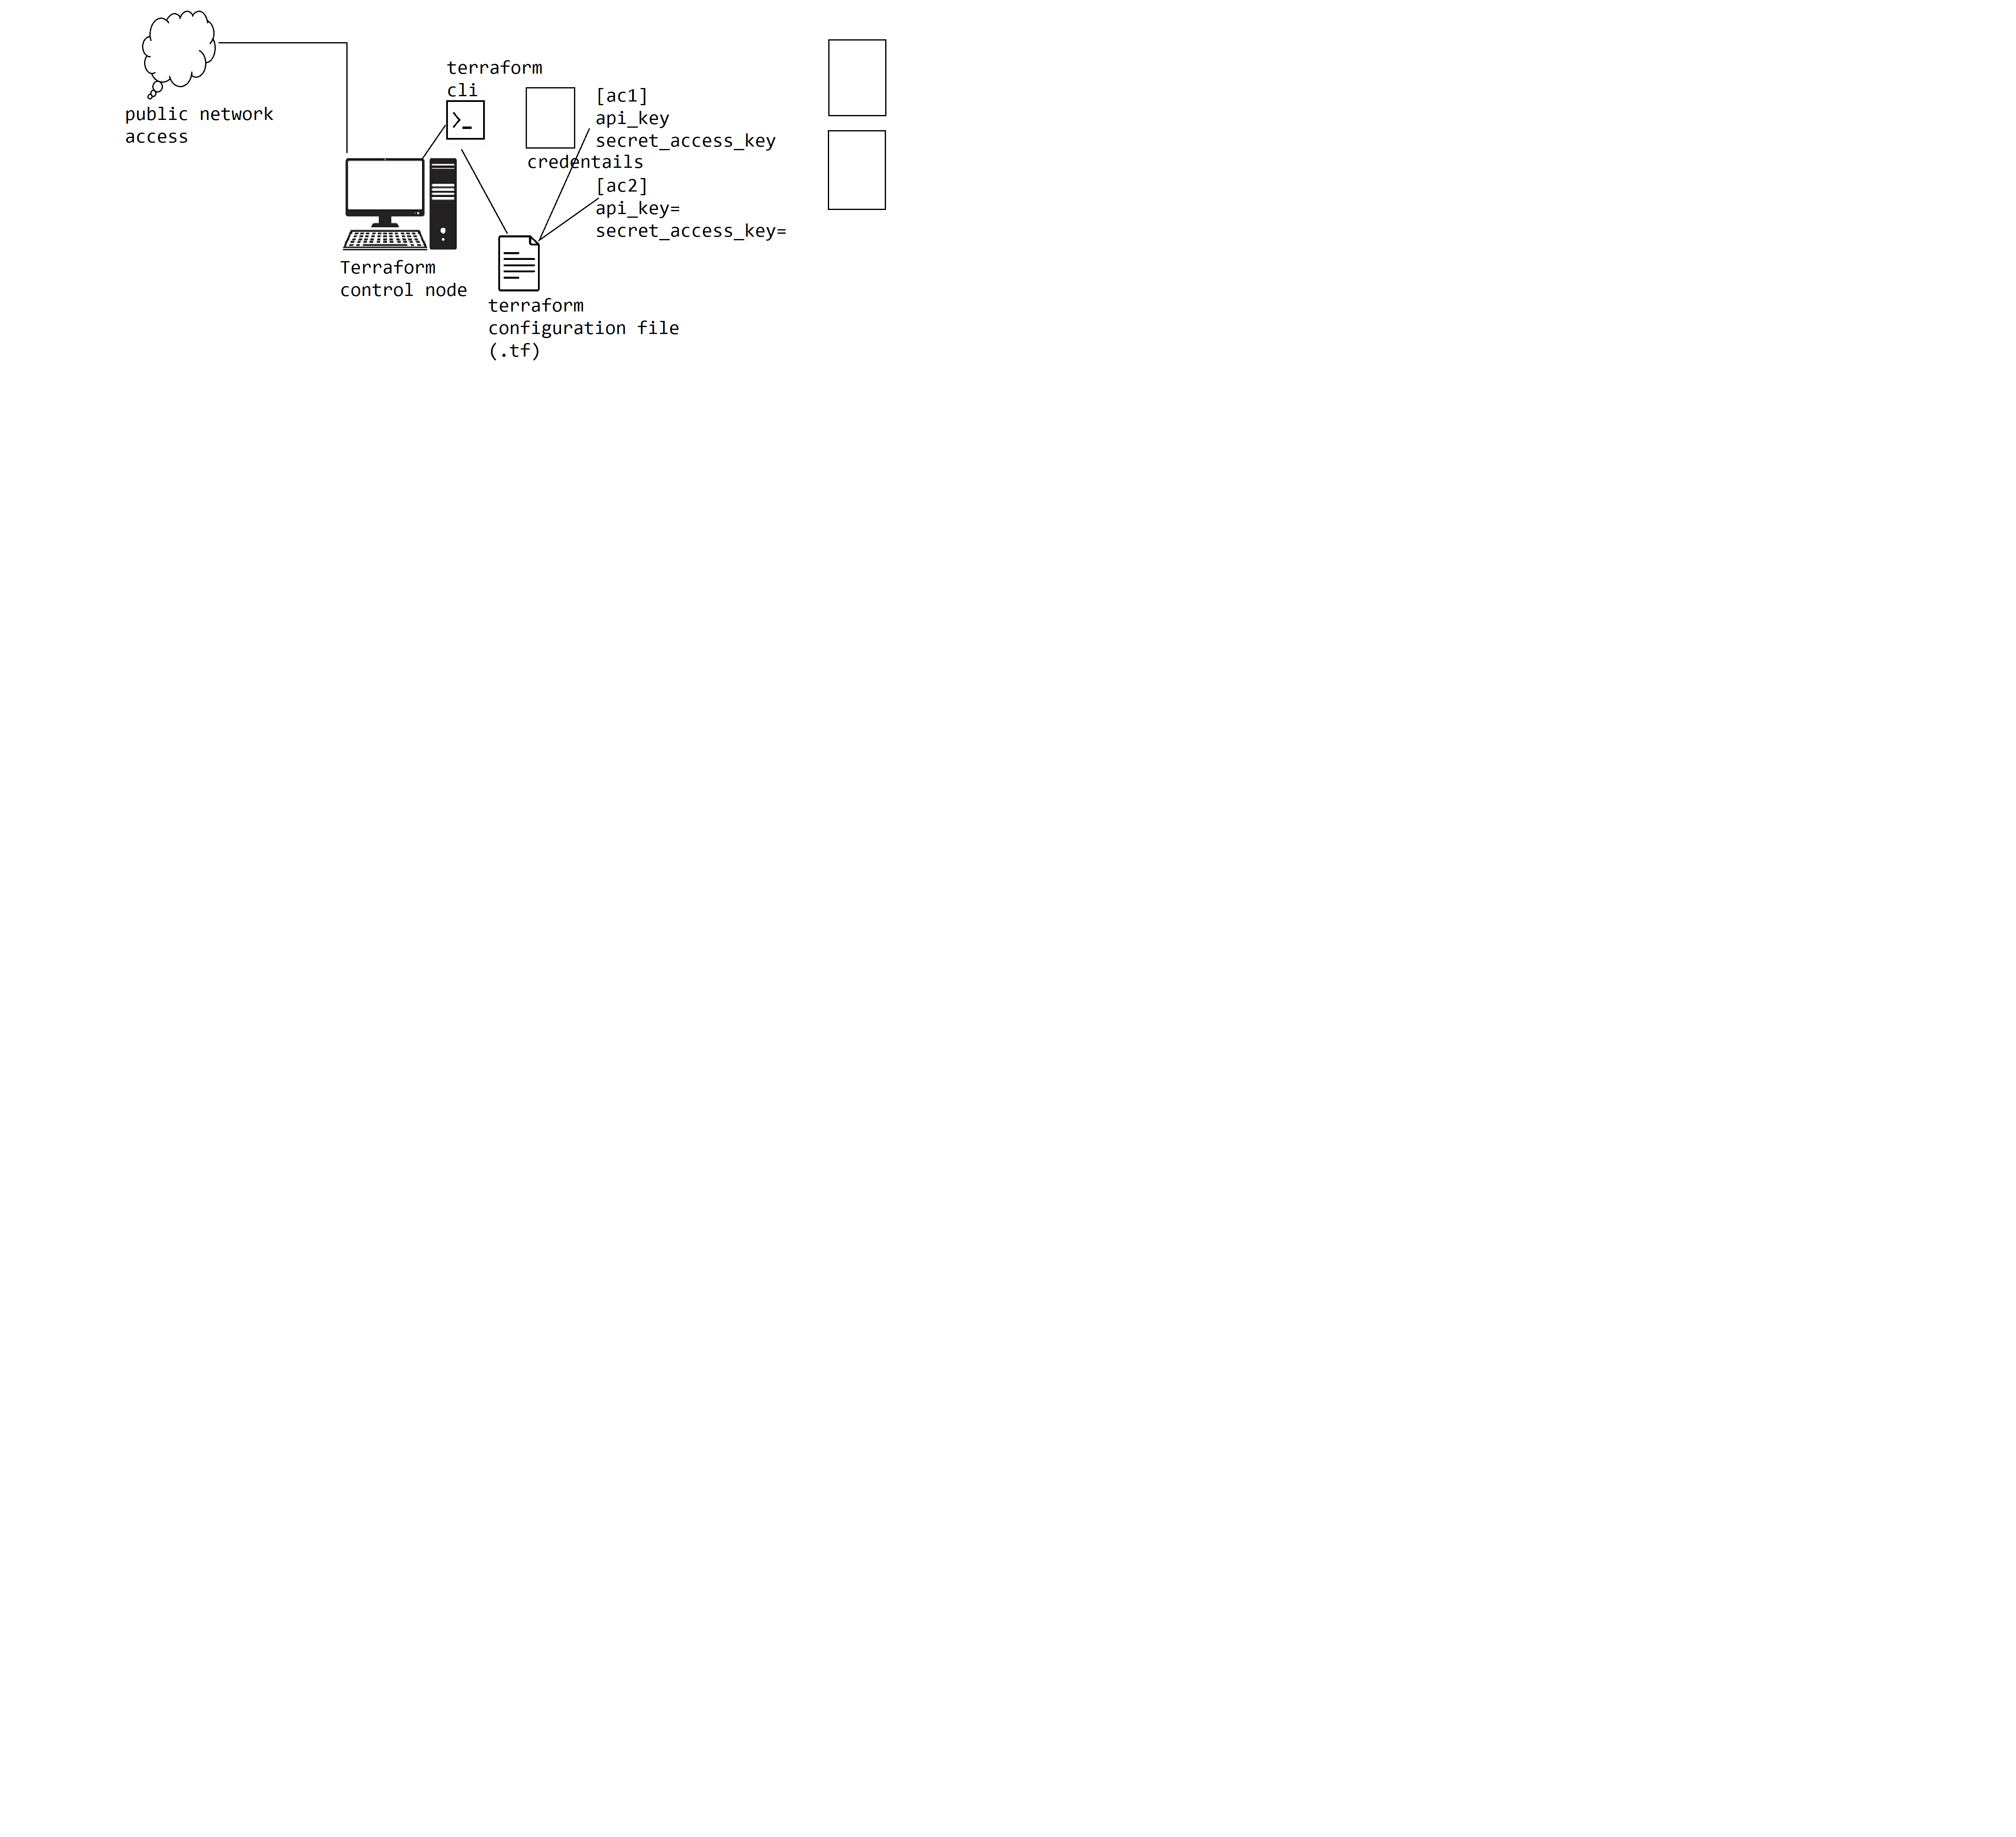 public network
access
terraform
cli
[ac1]
api_key
secret_access_key
credentails
[ac2]
api_key=
secret_access_key=
Terraform
control node
terraform
configuration file
(.tf)